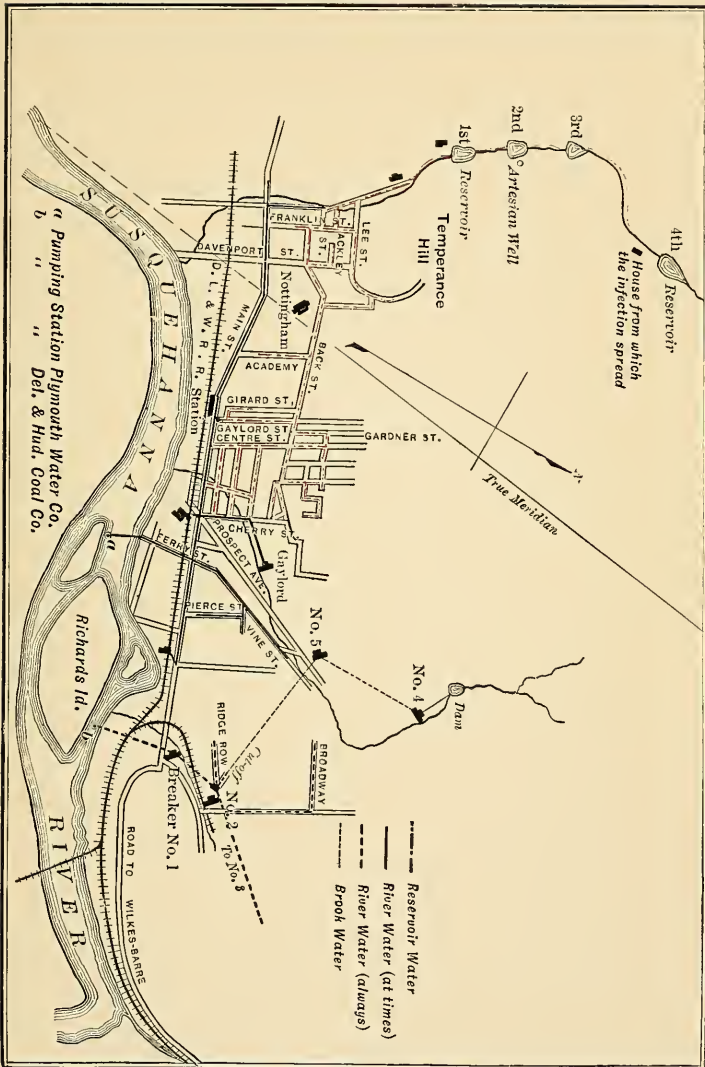 4th
Reservoir
House from which
the infection spread
3rd
2nd
Artesian Well
1st
Reservoir
Temperance
Hill
LEE ST.
FRANKLIN ST.
ACKLEY
ST.
DAVENPORT ST.
Nottingham
MAIN ST.
D. L. & W. R. R. Station
BACK ST.
ACADEMY
GIRARD ST.
GAYLORD ST.
CENTRE ST.
GARDNER ST.
N.
True Meridian
CHERRY ST.
Gaylord
PROSPECT AVE.
FERRY ST.
PIERCE ST.
VINE ST.
No. 5
No. 4
Dam
Cut-off
RIDGE ROW
BROADWAY
No. 2
To No. 3
Breaker No. 1
ROAD TO WILKES-BARRE
SUSQUEHANNA RIVER
Richards Id.
a
b
a Pumping Station Plymouth Water Co.
b " " Del. & Hud. Coal Co.
Reservoir Water
River Water (at times)
River Water (always)
Brook Water